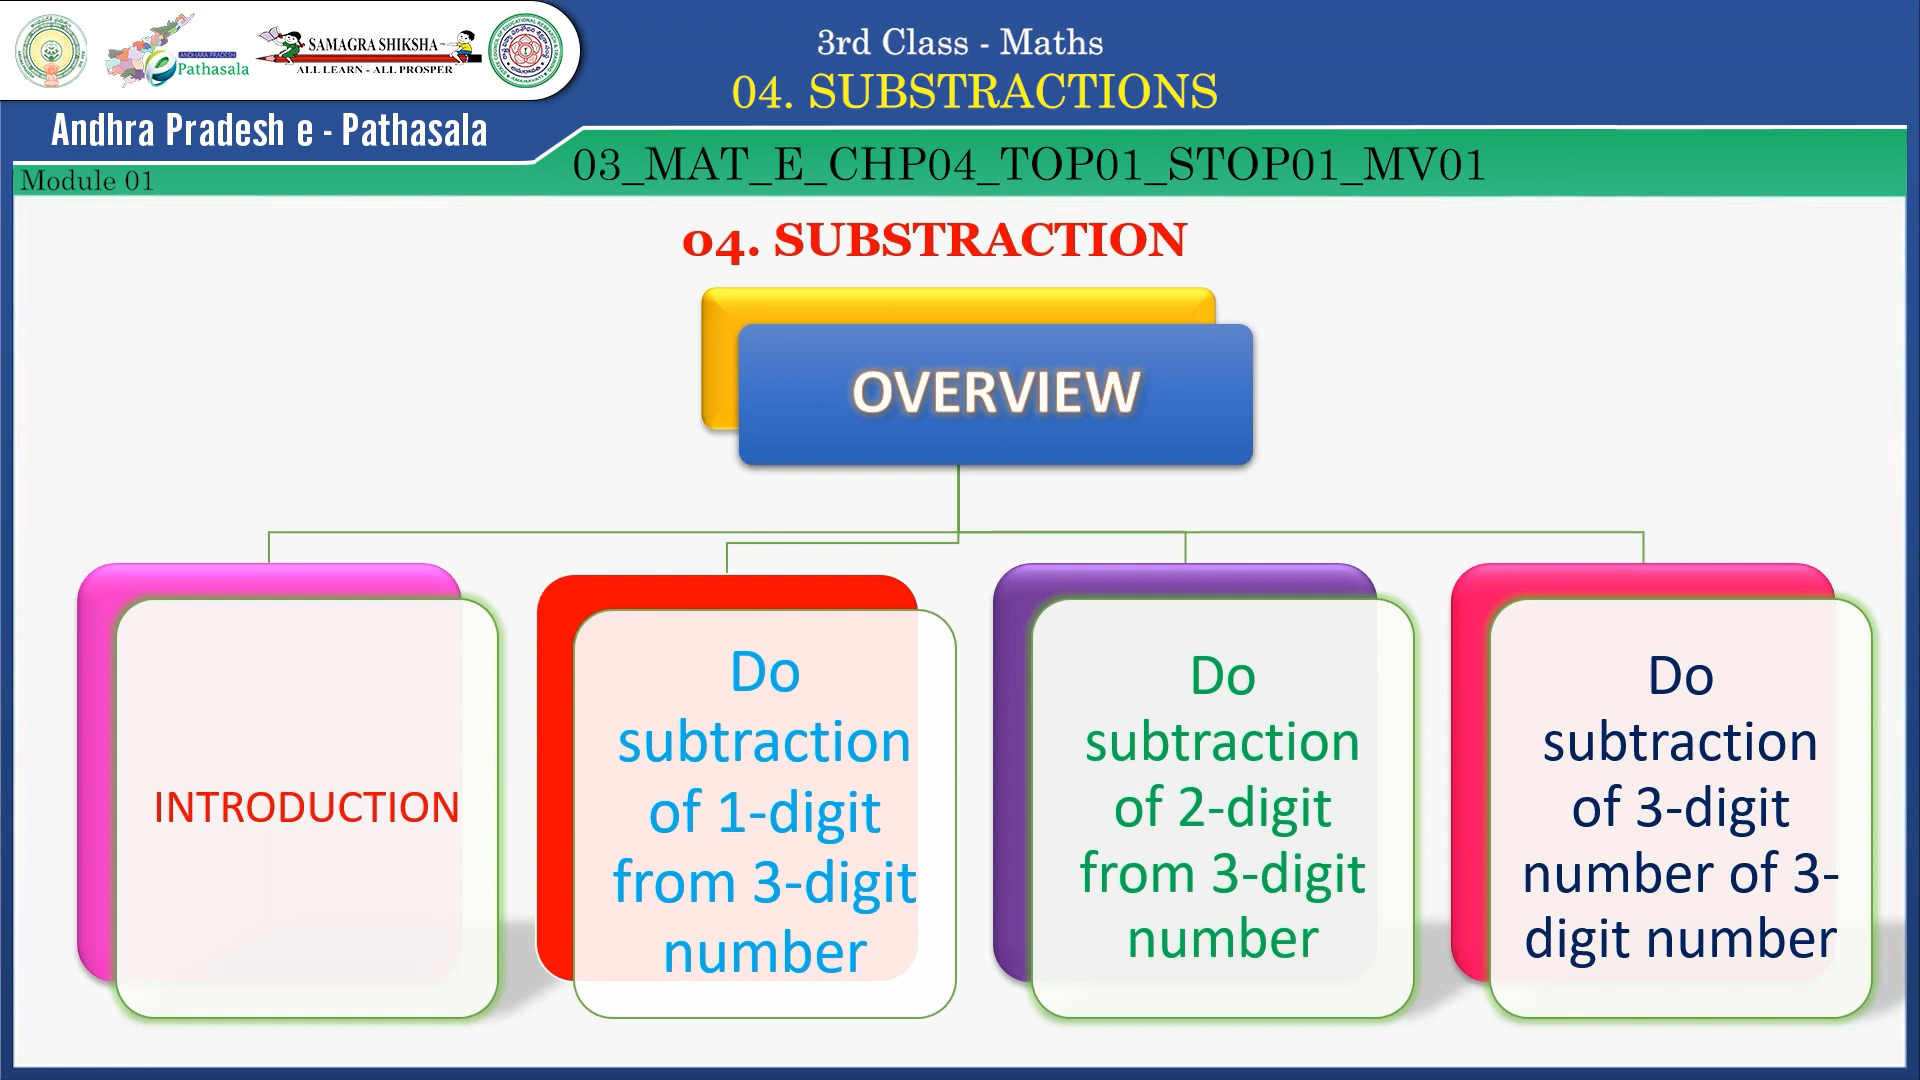 ANDHRA PRADESH
e Pathasala
SAMAGRA SHIKSHA
ALL LEARN - ALL PROSPER
Andhra Pradesh e - Pathasala
3rd Class - Maths
04. SUBSTRACTIONS
03_MAT_E_CHP04_TOP01_STOP01_MV01
Module 01
04. SUBSTRACTION
OVERVIEW
INTRODUCTION
Do
subtraction
of 1-digit
from 3-digit
number
Do
subtraction
of 2-digit
from 3-digit
number
Do
subtraction
of 3-digit
number of 3-
digit number